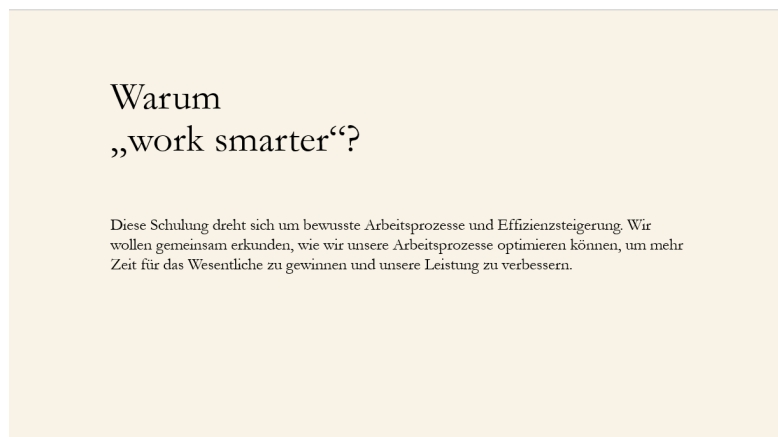 Warum
„work smarter“?
Diese Schulung dreht sich um bewusste Arbeitsprozesse und Effizienzsteigerung. Wir
wollen gemeinsam erkunden, wie wir unsere Arbeitsprozesse optimieren können, um mehr
Zeit für das Wesentliche zu gewinnen und unsere Leistung zu verbessern.